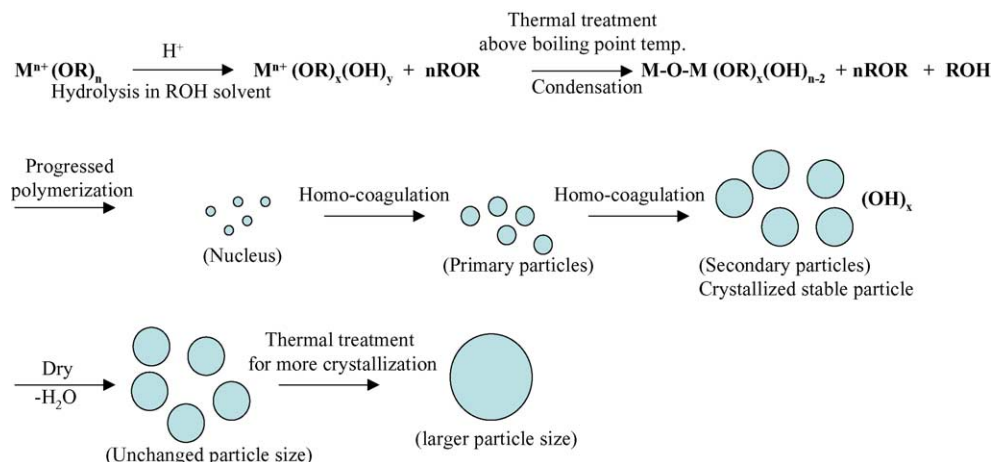 Thermal treatment
above boiling point temp.
H⁺
Mⁿ⁺(OR)ₙ
Mⁿ⁺ (OR)ₓ(OH)ᵧ + nROR
M-O-M (OR)ₓ(OH)ₙ₋₂ + nROR + ROH
Hydrolysis in ROH solvent
Condensation
Progressed
polymerization
Homo-coagulation
Homo-coagulation
(OH)ₓ
(Nucleus)
(Primary particles)
(Secondary particles)
Crystallized stable particle
Dry
-H₂O
Thermal treatment
for more crystallization
(Unchanged particle size)
(larger particle size)